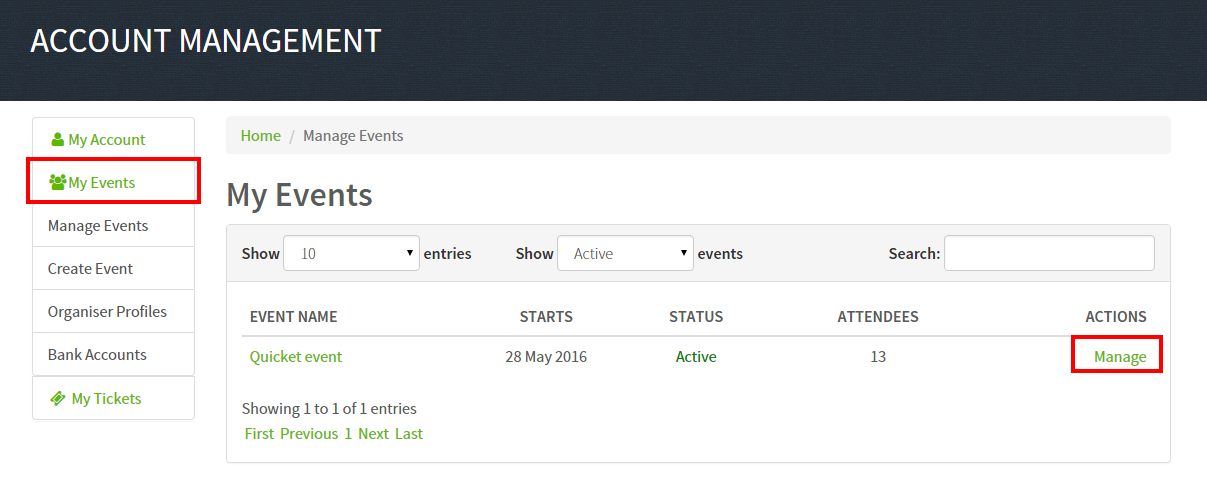 ACCOUNT MANAGEMENT
My Account
My Events
Manage Events
Create Event
Organiser Profiles
Bank Accounts
My Tickets
Home / Manage Events
My Events
Show 10 entries Show Active events Search:
EVENT NAME STARTS STATUS ATTENDEES ACTIONS
Quicket event 28 May 2016 Active 13 Manage
Showing 1 to 1 of 1 entries
First Previous 1 Next Last